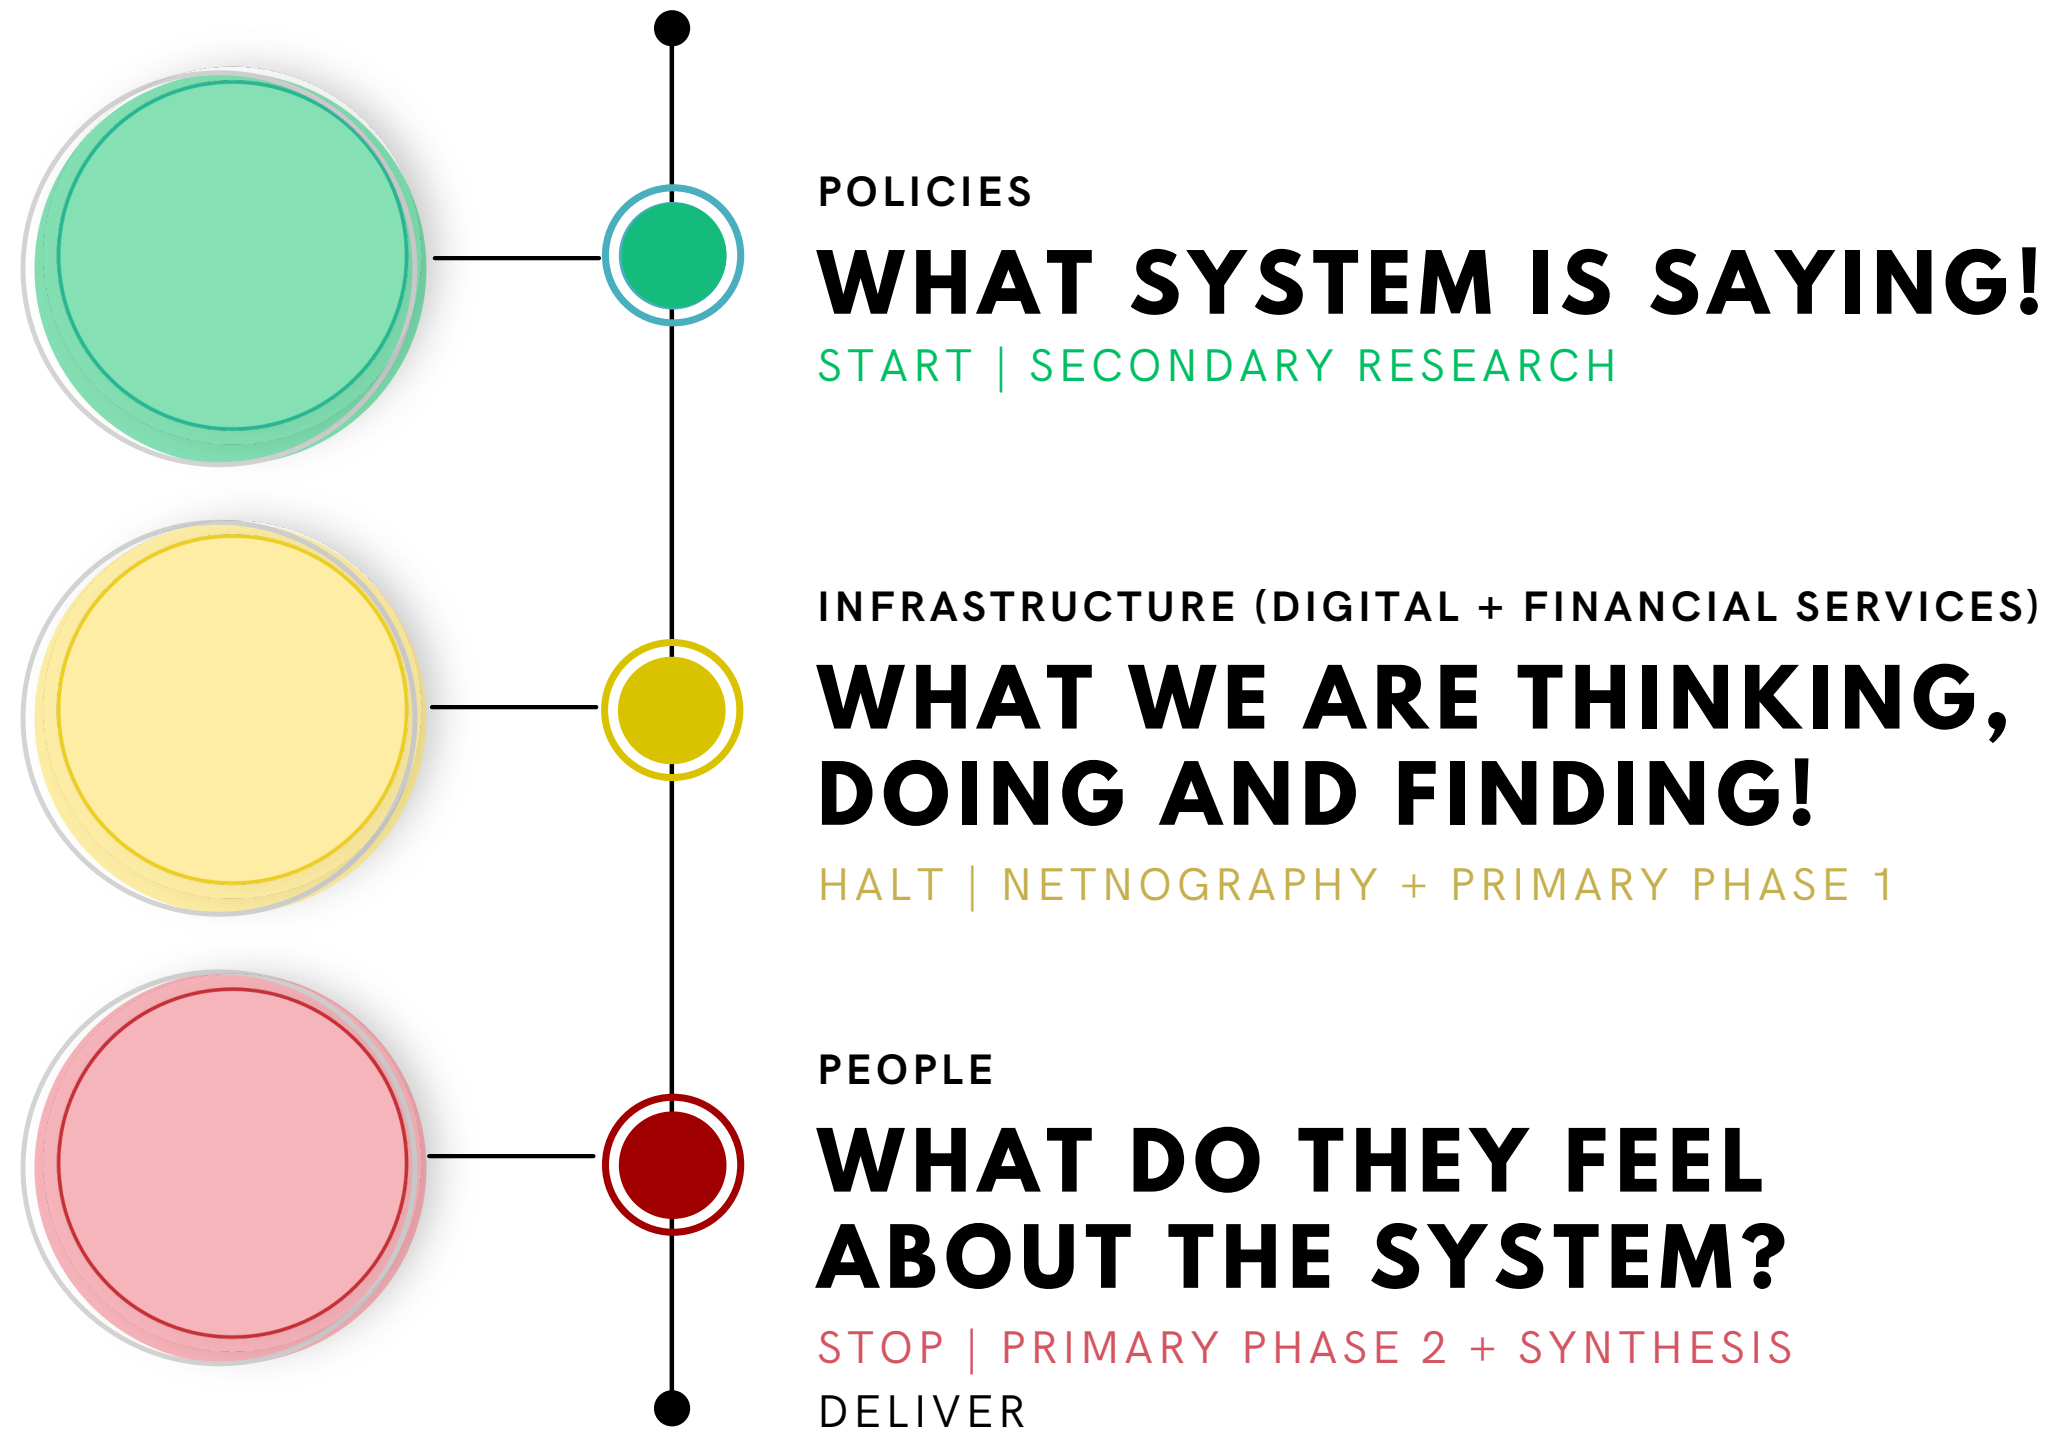 POLICIES
WHAT SYSTEM IS SAYING!
START | SECONDARY RESEARCH
INFRASTRUCTURE (DIGITAL + FINANCIAL SERVICES)
WHAT WE ARE THINKING,
DOING AND FINDING!
HALT | NETNOGRAPHY + PRIMARY PHASE 1
PEOPLE
WHAT DO THEY FEEL
ABOUT THE SYSTEM?
STOP | PRIMARY PHASE 2 + SYNTHESIS
DELIVER